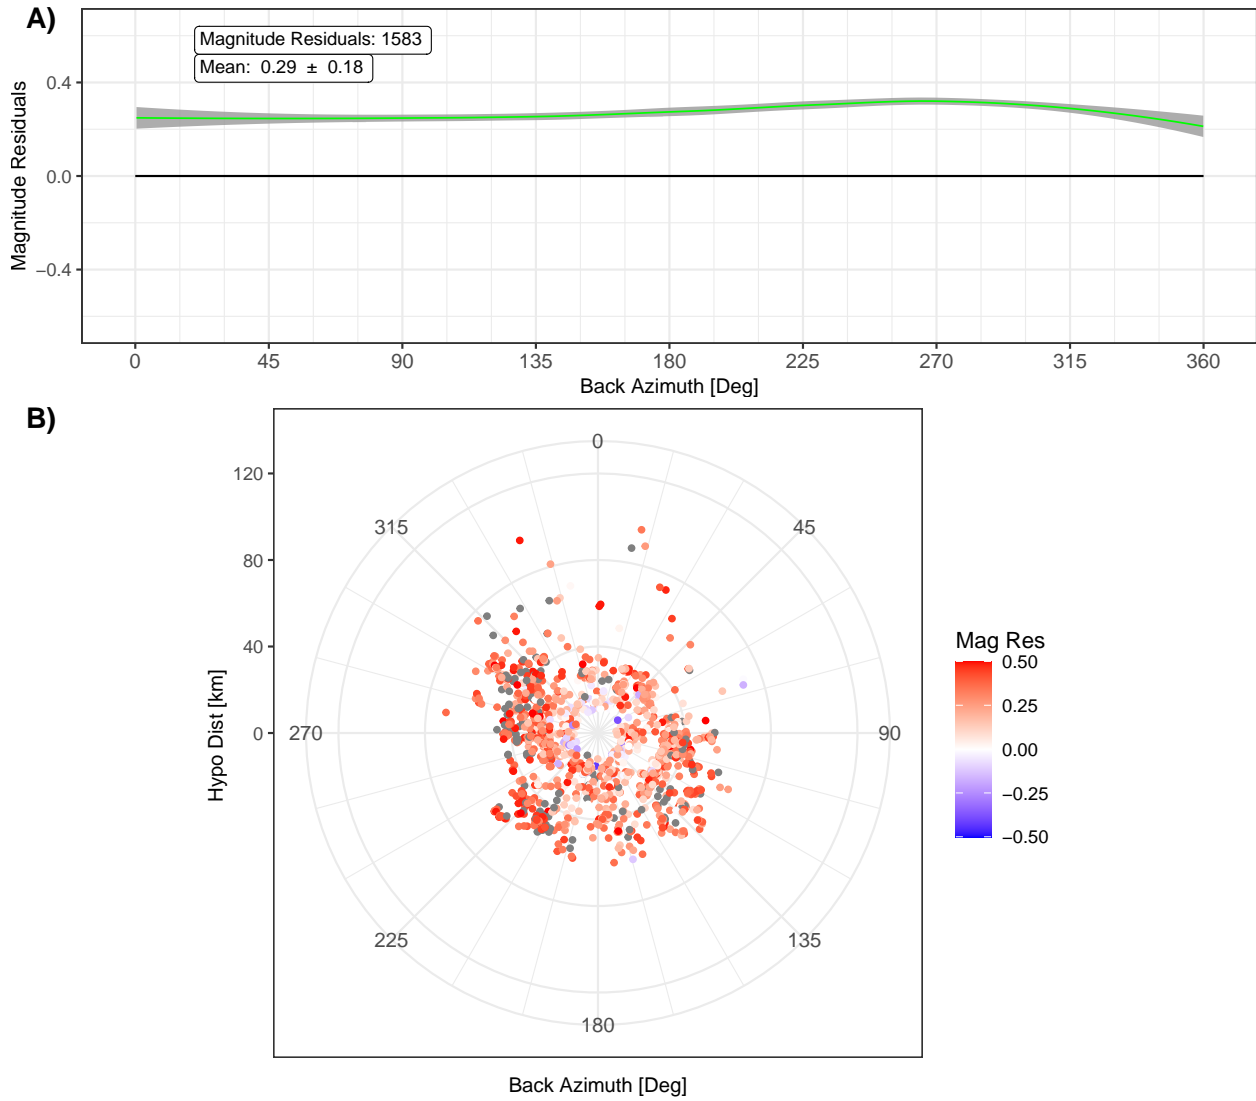 A)
Magnitude Residuals: 1583
Mean: 0.29 ± 0.18
Magnitude Residuals
0.4
0.0
−0.4
0 45 90 135 180 225 270 315 360
Back Azimuth [Deg]
B)
Hypo Dist [km]
120
80
40
0
0
45
90
135
180
225
270
315
Back Azimuth [Deg]
Mag Res
0.50
0.25
0.00
−0.25
−0.50